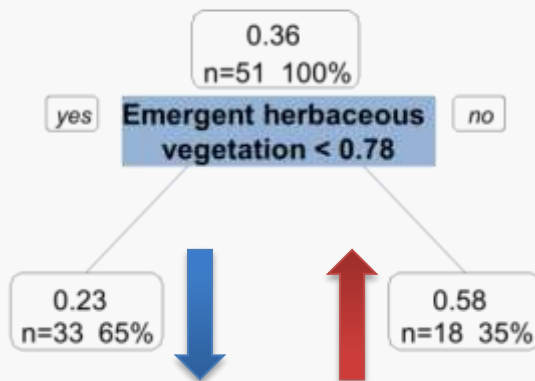 0.36
n=51 100%
yes
Emergent herbaceous
vegetation < 0.78
no
0.23
n=33 65%
0.58
n=18 35%